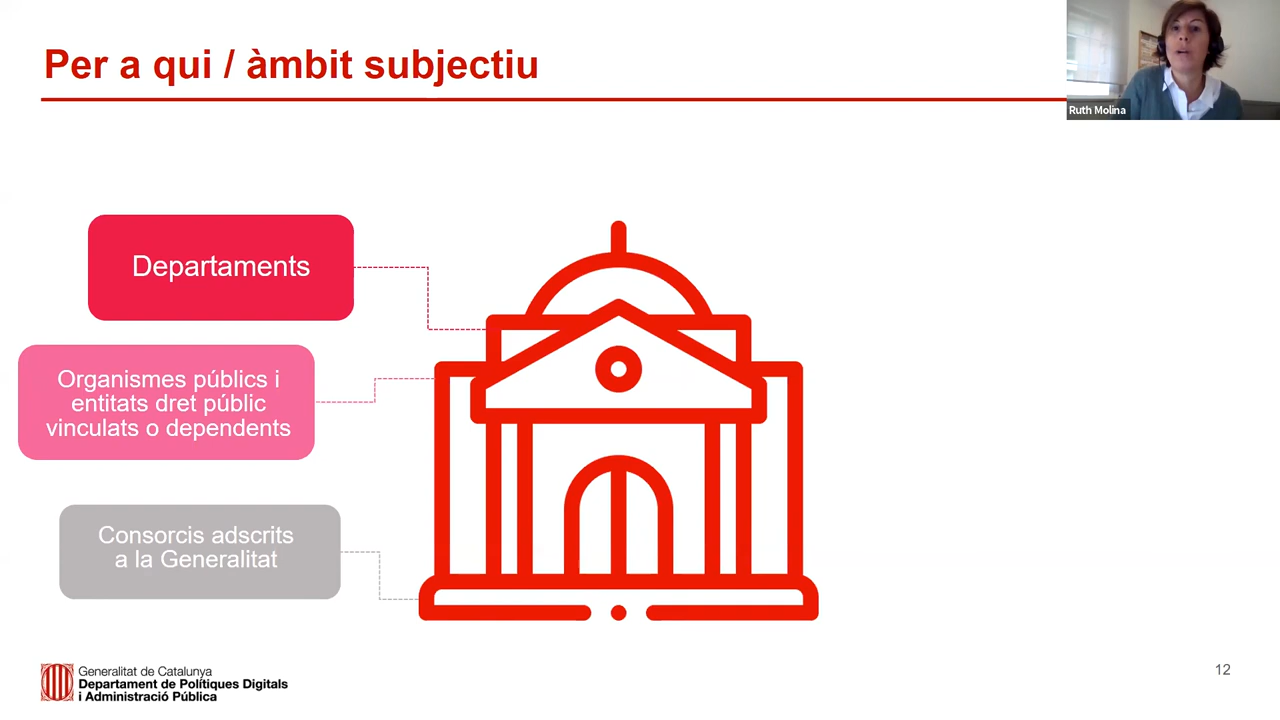 Per a qui / àmbit subjectiu
Ruth Molina
Departaments
Organismes públics i
entitats dret públic
vinculats o dependents
Consorcis adscrits
a la Generalitat
Generalitat de Catalunya
Departament de Polítiques Digitals
i Administració Pública
12